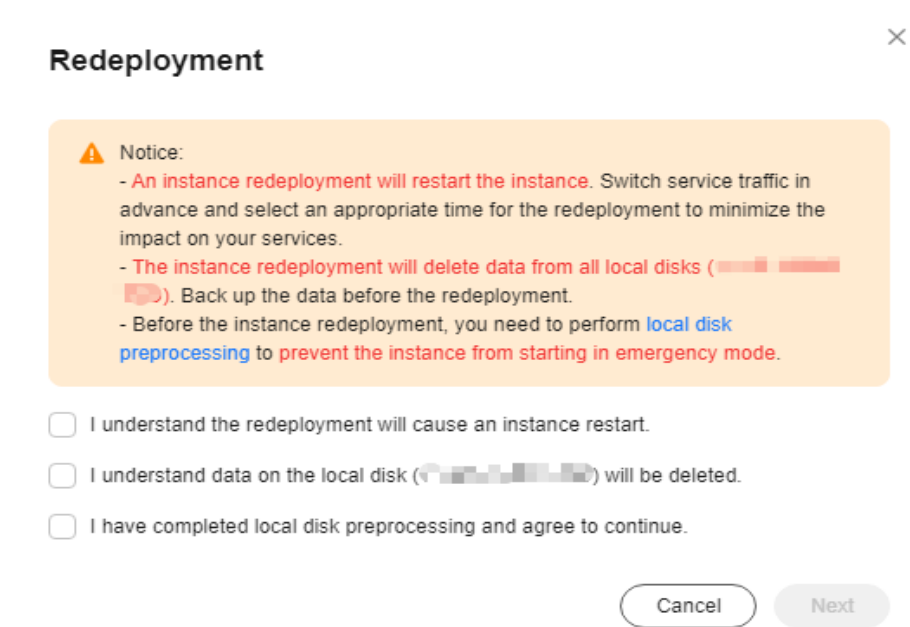 Redeployment
Notice:
- An instance redeployment will restart the instance. Switch service traffic in
advance and select an appropriate time for the redeployment to minimize the
impact on your services.
- The instance redeployment will delete data from all local disks (
). Back up the data before the redeployment.
- Before the instance redeployment, you need to perform local disk
preprocessing to prevent the instance from starting in emergency mode.
I understand the redeployment will cause an instance restart.
I understand data on the local disk ( ) will be deleted.
I have completed local disk preprocessing and agree to continue.
Cancel
Next